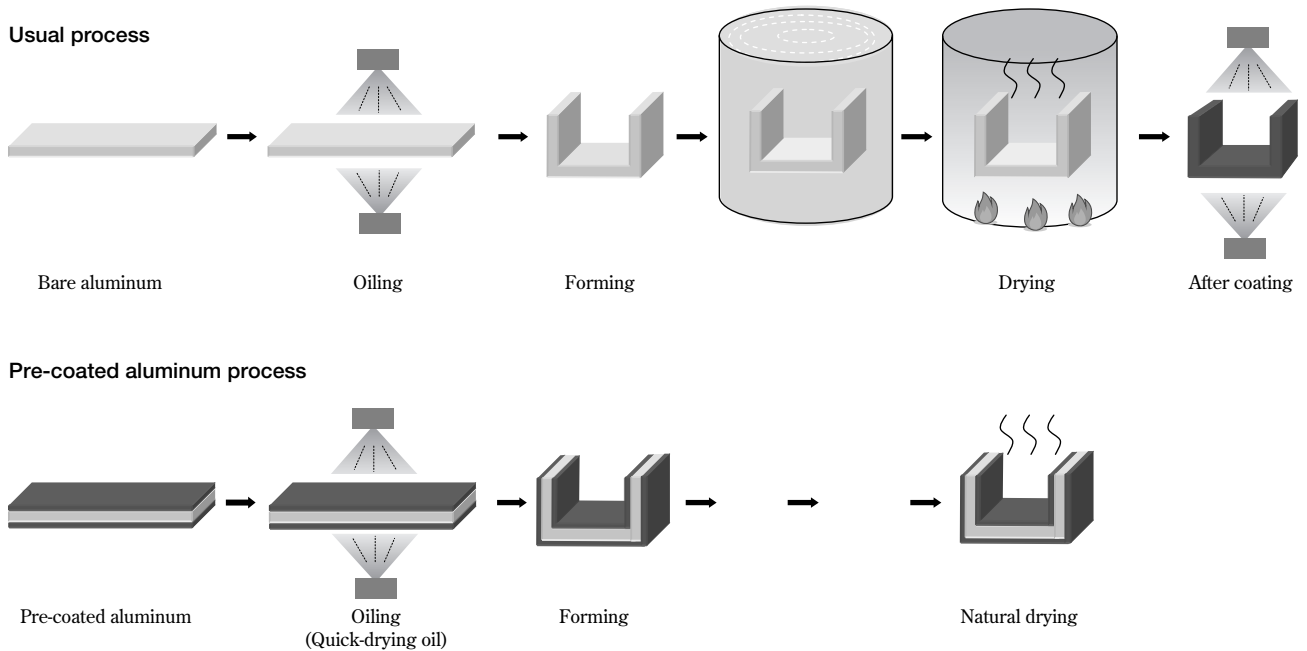 Usual process
Bare aluminum
Oiling
Forming
Drying
After coating
Pre-coated aluminum process
Pre-coated aluminum
Oiling
(Quick-drying oil)
Forming
Natural drying